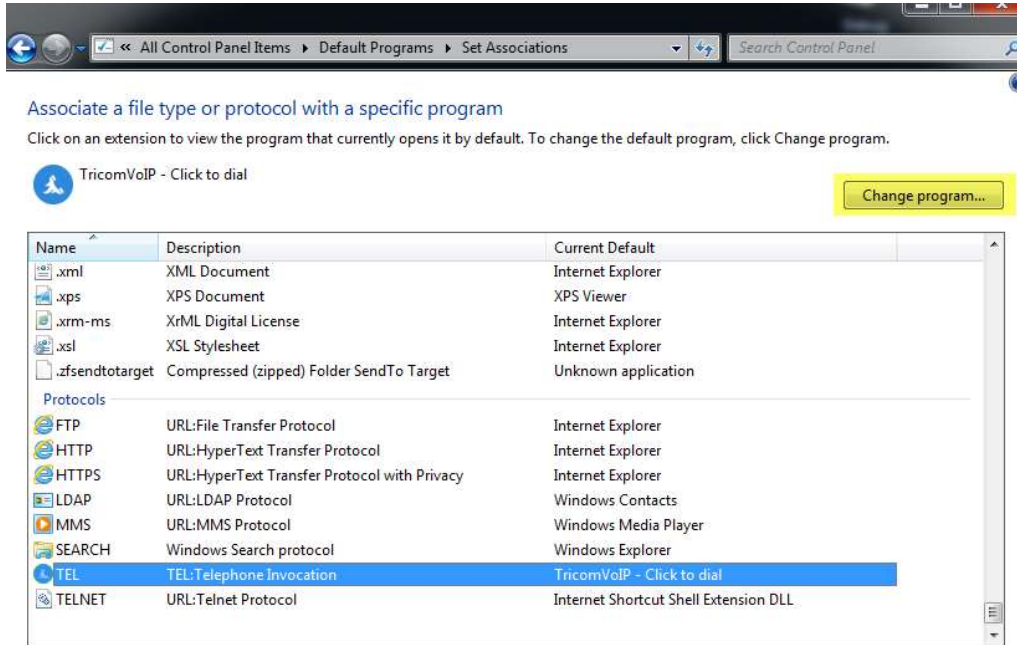 « All Control Panel Items ▸ Default Programs ▸ Set Associations
Search Control Panel
Associate a file type or protocol with a specific program
Click on an extension to view the program that currently opens it by default. To change the default program, click Change program.
TricomVoIP - Click to dial
Change program...
Name Description Current Default
.xml XML Document Internet Explorer
.xps XPS Document XPS Viewer
.xrm-ms XrML Digital License Internet Explorer
.xsl XSL Stylesheet Internet Explorer
.zfsendtotarget Compressed (zipped) Folder SendTo Target Unknown application
Protocols
FTP URL:File Transfer Protocol Internet Explorer
HTTP URL:HyperText Transfer Protocol Internet Explorer
HTTPS URL:HyperText Transfer Protocol with Privacy Internet Explorer
LDAP URL:LDAP Protocol Windows Contacts
MMS URL:MMS Protocol Windows Media Player
SEARCH Windows Search protocol Windows Explorer
TEL TEL:Telephone Invocation TricomVoIP - Click to dial
TELNET URL:Telnet Protocol Internet Shortcut Shell Extension DLL